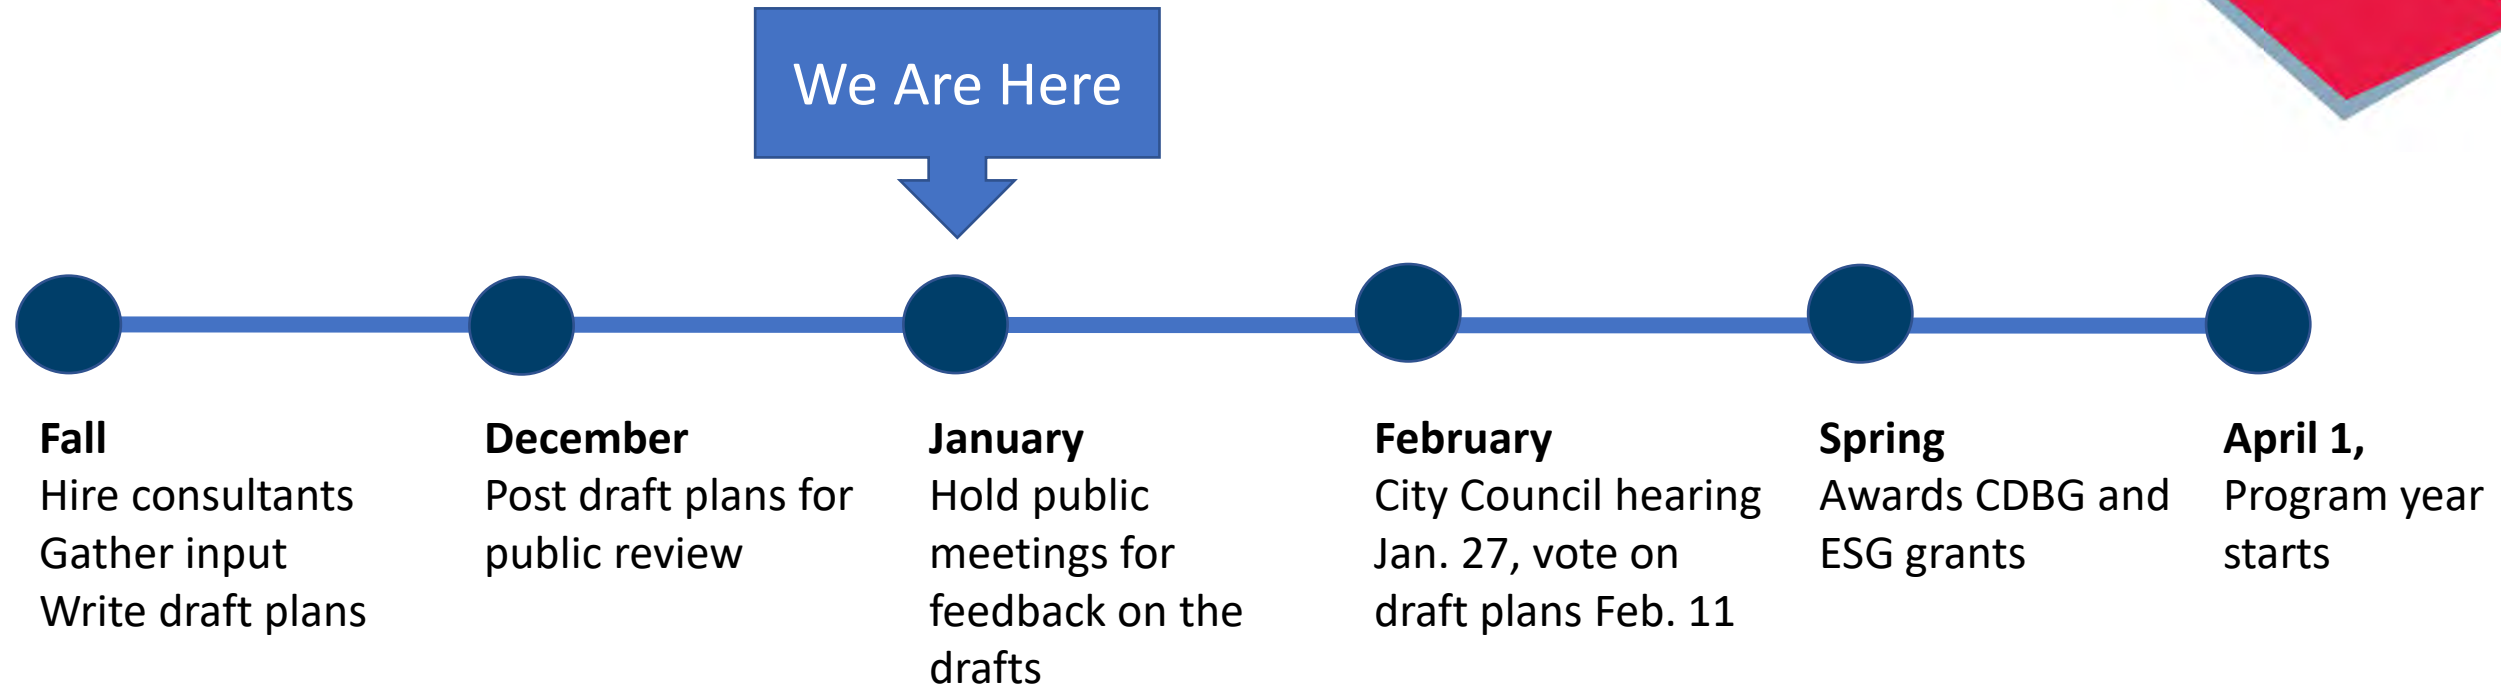 We Are Here
Fall
Hire consultants
Gather input
Write draft plans
December
Post draft plans for
public review
January
Hold public
meetings for
feedback on the
drafts
February
City Council hearing
Jan. 27, vote on
draft plans Feb. 11
Spring
Awards CDBG and
ESG grants
April 1,
Program year
starts